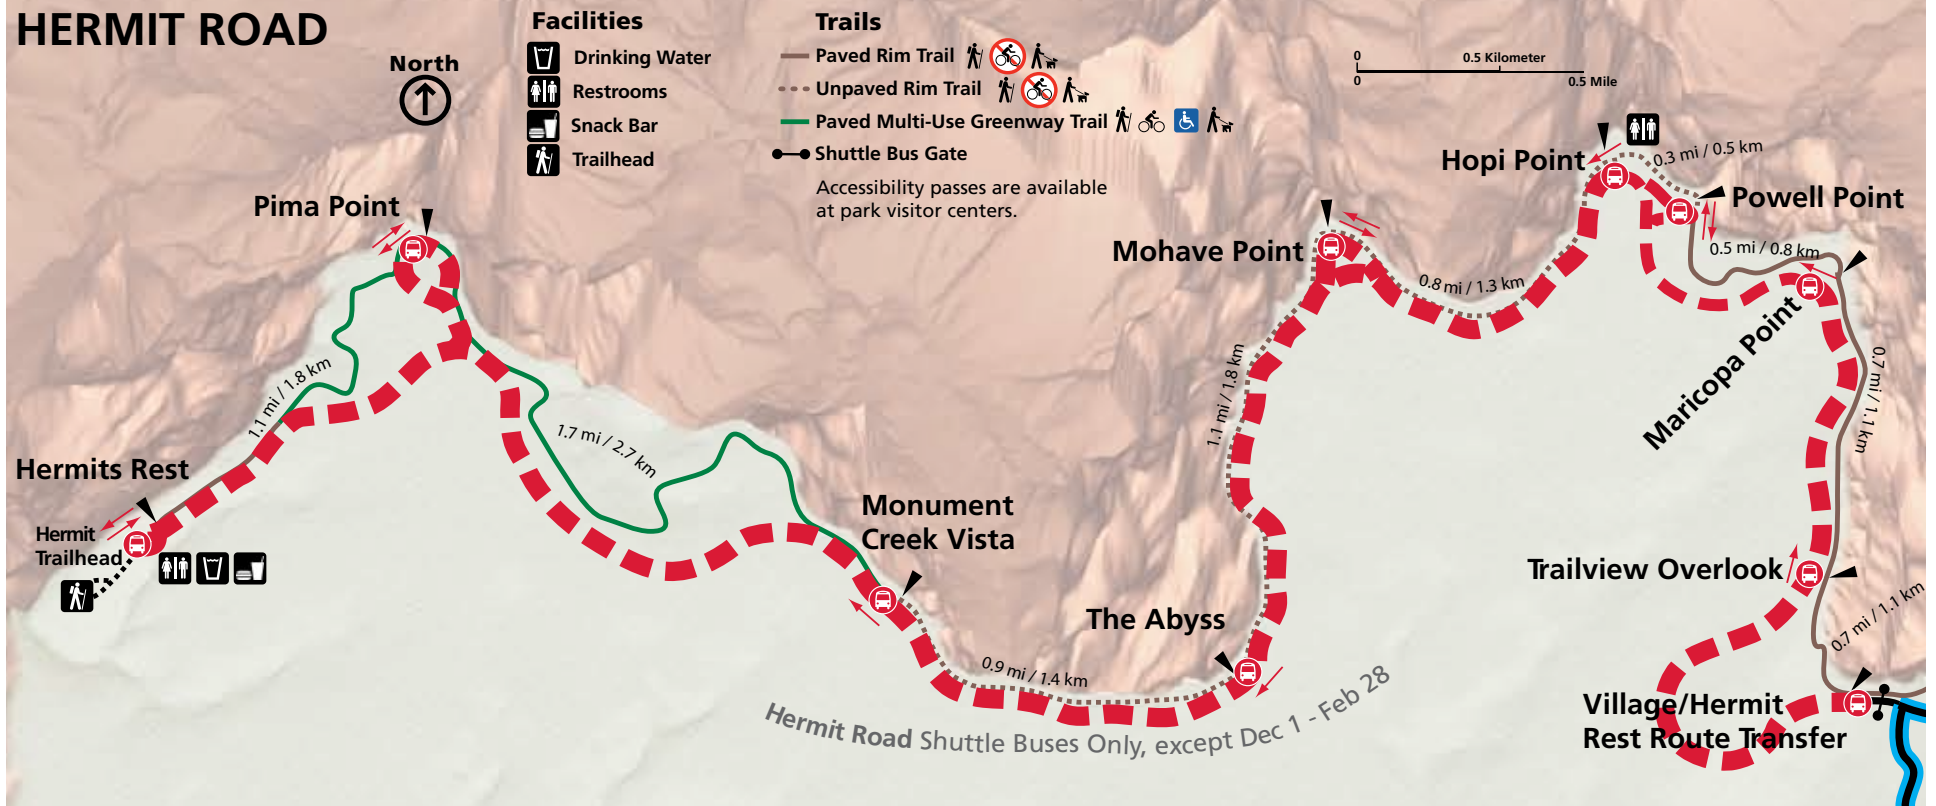 HERMIT ROAD
North
Facilities
Drinking Water
Restrooms
Snack Bar
Trailhead
Trails
Paved Rim Trail
Unpaved Rim Trail
Paved Multi-Use Greenway Trail
Shuttle Bus Gate
Accessibility passes are available
at park visitor centers.
0 0.5 Kilometer
0 0.5 Mile
Hopi Point
0.3 mi / 0.5 km
Powell Point
0.5 mi / 0.8 km
Pima Point
Mohave Point
0.8 mi / 1.3 km
Maricopa Point
0.7 mi / 1.1 km
1.1 mi / 1.8 km
1.1 mi / 1.8 km
1.7 mi / 2.7 km
Hermits Rest
Hermit
Trailhead
Monument
Creek Vista
Trailview Overlook
The Abyss
0.7 mi / 1.1 km
0.9 mi / 1.4 km
Hermit Road Shuttle Buses Only, except Dec 1 - Feb 28
Village/Hermit
Rest Route Transfer